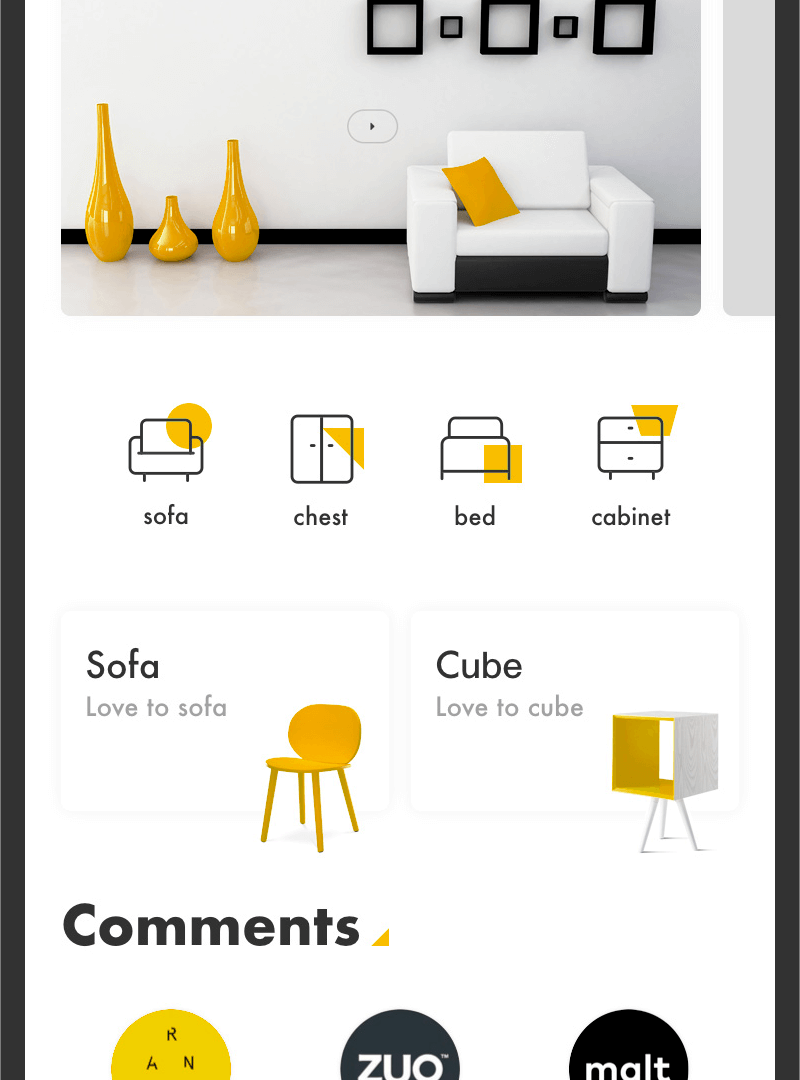 sofa
chest
bed
cabinet
Sofa
Love to sofa
Cube
Love to cube
Comments
R
A N
ZUO™
malt